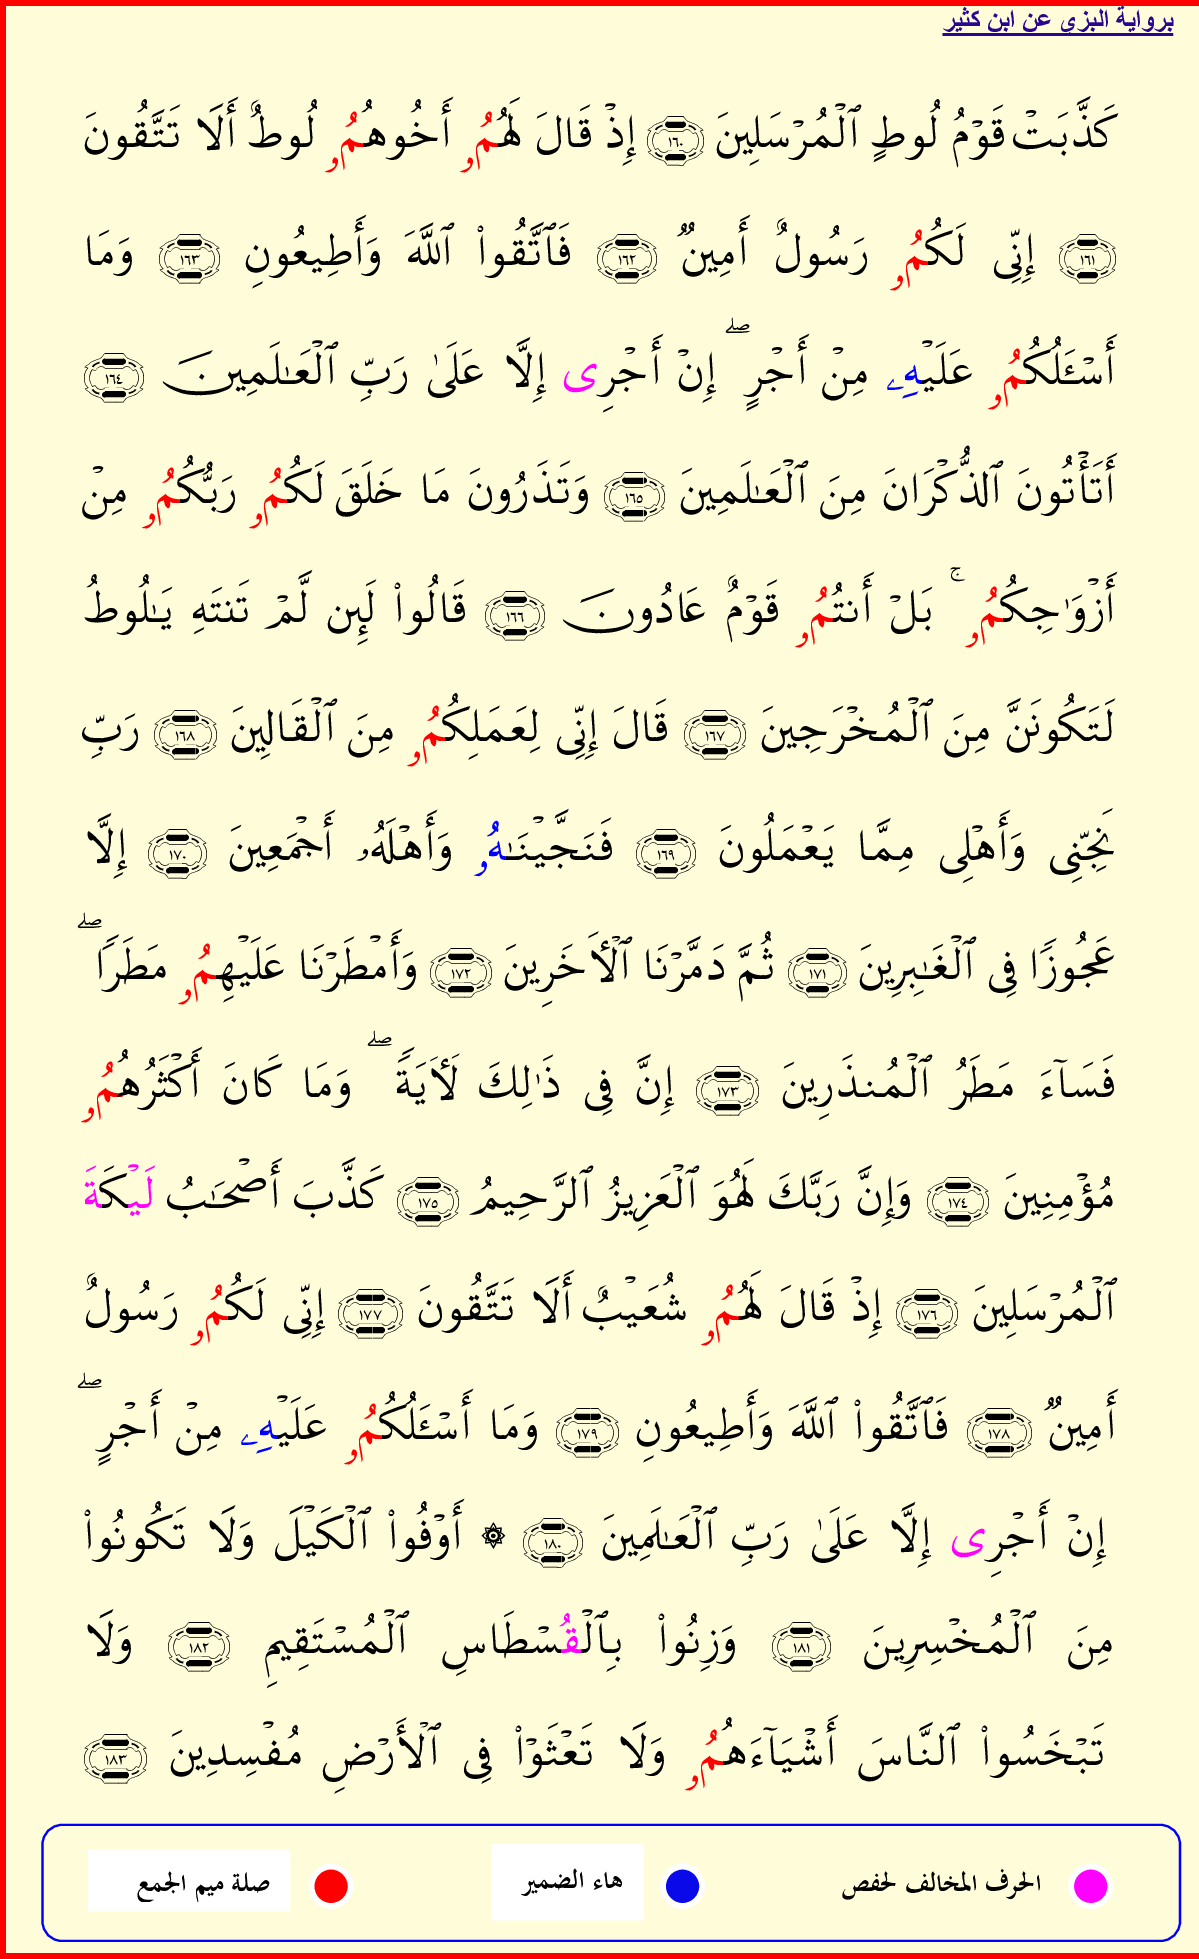 برواية البزي عن ابن كثير
كَذَّبَتْ قَوْمُ لُوطٍ ٱلْمُرْسَلِينَ ١٦٠ إِذْ قَالَ لَهُمُۥ أَخُوهُمُۥ لُوطٌ أَلَا تَتَّقُونَ
١٦١ إِنِّى لَكُمُۥ رَسُولٌ أَمِينٌ ١٦٢ فَٱتَّقُوا۟ ٱللَّهَ وَأَطِيعُونِ ١٦٣ وَمَا
أَسْـَٔلُكُمُۥ عَلَيْهِۦ مِنْ أَجْرٍ ۖ إِنْ أَجْرِى إِلَّا عَلَىٰ رَبِّ ٱلْعَـٰلَمِينَ ١٦٤
أَتَأْتُونَ ٱلذُّكْرَانَ مِنَ ٱلْعَـٰلَمِينَ ١٦٥ وَتَذَرُونَ مَا خَلَقَ لَكُمُۥ رَبُّكُمُۥ مِنْ
أَزْوَٰجِكُمُۥ ۚ بَلْ أَنتُمُۥ قَوْمٌ عَادُونَ ١٦٦ قَالُوا۟ لَئِن لَّمْ تَنتَهِ يَـٰلُوطُ
لَتَكُونَنَّ مِنَ ٱلْمُخْرَجِينَ ١٦٧ قَالَ إِنِّى لِعَمَلِكُمُۥ مِنَ ٱلْقَالِينَ ١٦٨ رَبِّ
نَجِّنِى وَأَهْلِى مِمَّا يَعْمَلُونَ ١٦٩ فَنَجَّيْنَـٰهُۥ وَأَهْلَهُۥ أَجْمَعِينَ ١٧٠ إِلَّا
عَجُوزًا فِى ٱلْغَـٰبِرِينَ ١٧١ ثُمَّ دَمَّرْنَا ٱلْأَخَرِينَ ١٧٢ وَأَمْطَرْنَا عَلَيْهِمُۥ مَطَرًا ۖ
فَسَآءَ مَطَرُ ٱلْمُنذَرِينَ ١٧٣ إِنَّ فِى ذَٰلِكَ لَأَيَةً ۖ وَمَا كَانَ أَكْثَرُهُمُۥ
مُؤْمِنِينَ ١٧٤ وَإِنَّ رَبَّكَ لَهُوَ ٱلْعَزِيزُ ٱلرَّحِيمُ ١٧٥ كَذَّبَ أَصْحَـٰبُ لَيْكَةَ
ٱلْمُرْسَلِينَ ١٧٦ إِذْ قَالَ لَهُمُۥ شُعَيْبٌ أَلَا تَتَّقُونَ ١٧٧ إِنِّى لَكُمُۥ رَسُولٌ
أَمِينٌ ١٧٨ فَٱتَّقُوا۟ ٱللَّهَ وَأَطِيعُونِ ١٧٩ وَمَا أَسْـَٔلُكُمُۥ عَلَيْهِۦ مِنْ أَجْرٍ ۖ
إِنْ أَجْرِى إِلَّا عَلَىٰ رَبِّ ٱلْعَـٰلَمِينَ ١٨٠ ۞ أَوْفُوا۟ ٱلْكَيْلَ وَلَا تَكُونُوا۟
مِنَ ٱلْمُخْسِرِينَ ١٨١ وَزِنُوا۟ بِٱلْقُسْطَاسِ ٱلْمُسْتَقِيمِ ١٨٢ وَلَا
تَبْخَسُوا۟ ٱلنَّاسَ أَشْيَآءَهُمُۥ وَلَا تَعْثَوْا۟ فِى ٱلْأَرْضِ مُفْسِدِينَ ١٨٣
الحرف المخالف لحفص هاء الضمير صلة ميم الجمع